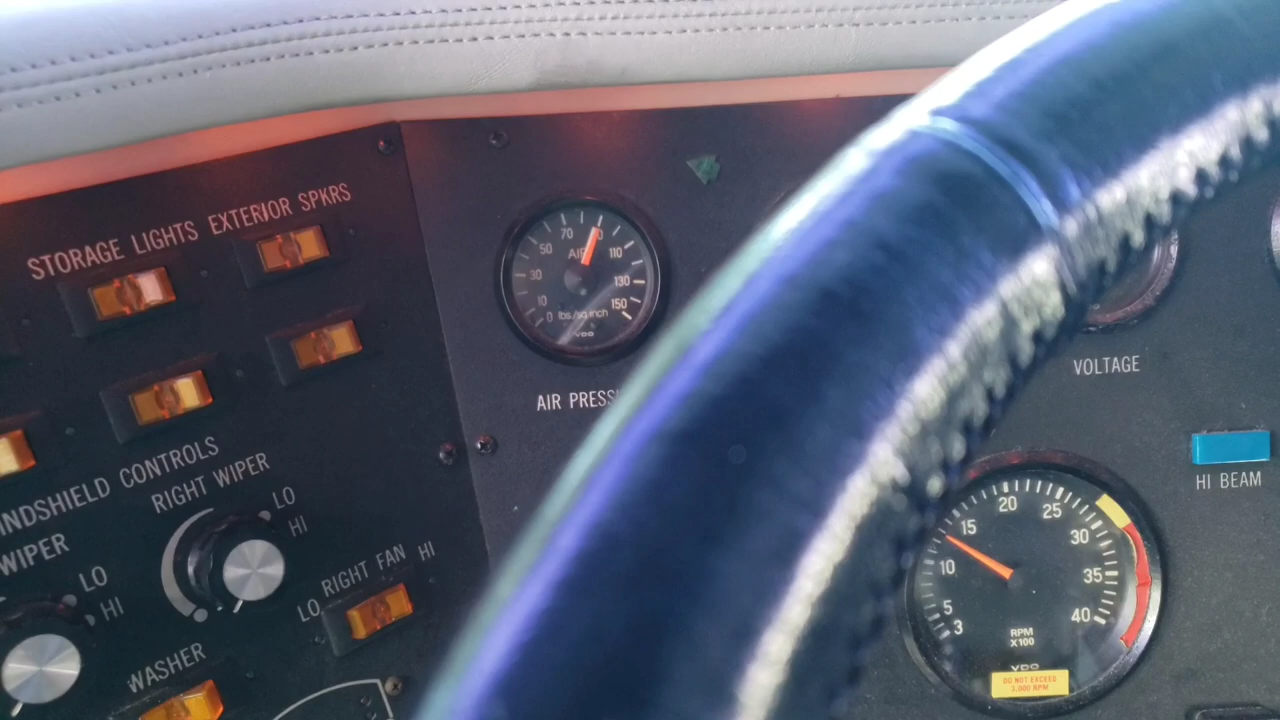 STORAGE LIGHTS EXTERIOR SPKRS
70
50
30
10
0
110
130
150
AIR
lbs/sq inch
VDO
AIR PRESS
VOLTAGE
HI BEAM
INDSHIELD CONTROLS
RIGHT WIPER
LO
HI
WIPER
LO
HI
RIGHT FAN
HI
LO
WASHER
20
15
25
10
30
5
35
3
40
RPM
X100
VDO
DO NOT EXCEED
3,000 RPM